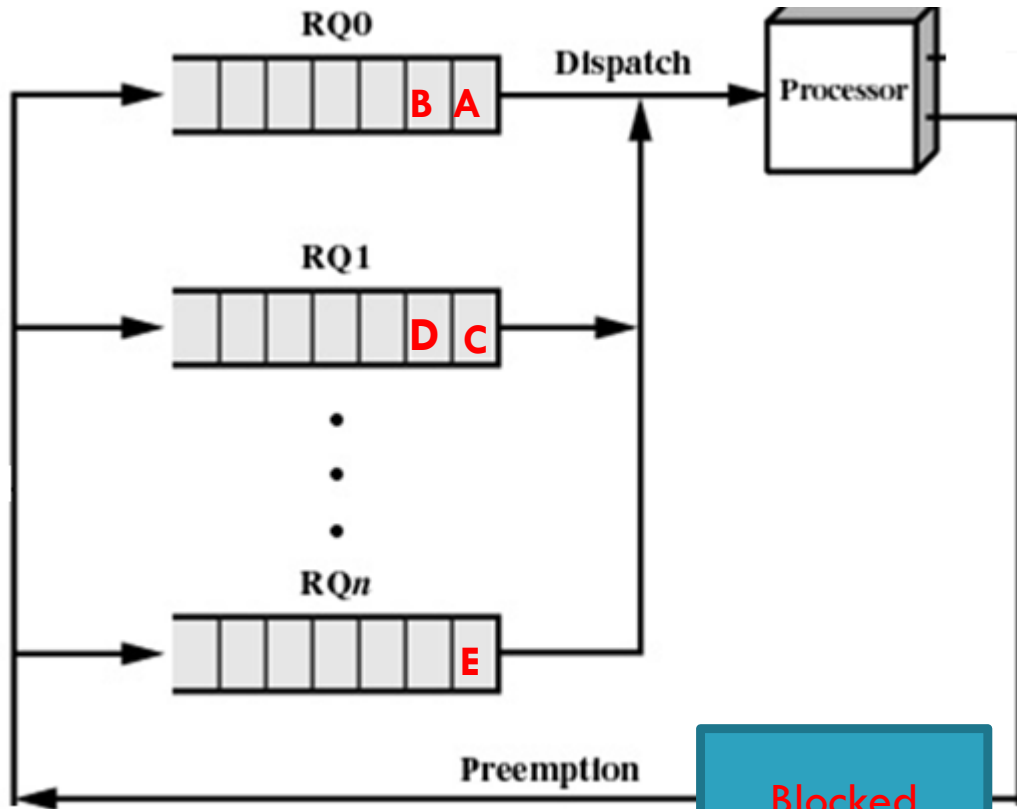 RQ0
B A
Dispatch
Processor
RQ1
D C
RQn
E
Preemption
Blocked